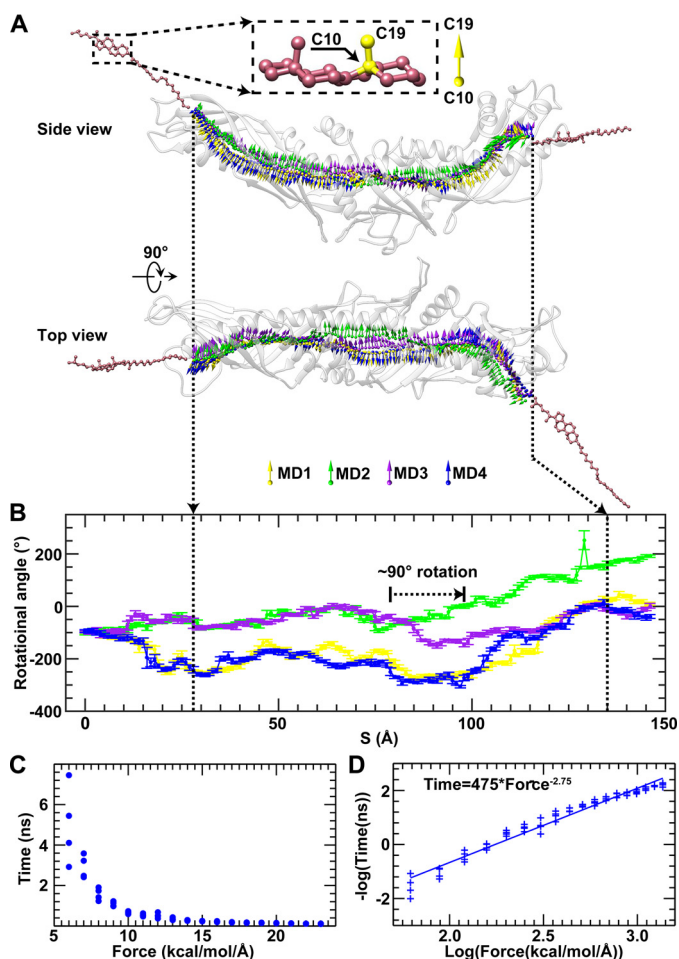 A
C10
C19
C19
C10
Side view
90°
Top view
MD1 MD2 MD3 MD4
B
Rotatioinal angle (°)
200
0
-200
-400
~90° rotation
0 50 100 150
S (Å)
C
Time (ns)
6
4
2
5 10 15 20
Force (kcal/mol/Å)
D
-log(Time(ns))
2
0
-2
Time=475*Force^-2.75
2.0 2.5 3.0
Log(Force(kcal/mol/Å))